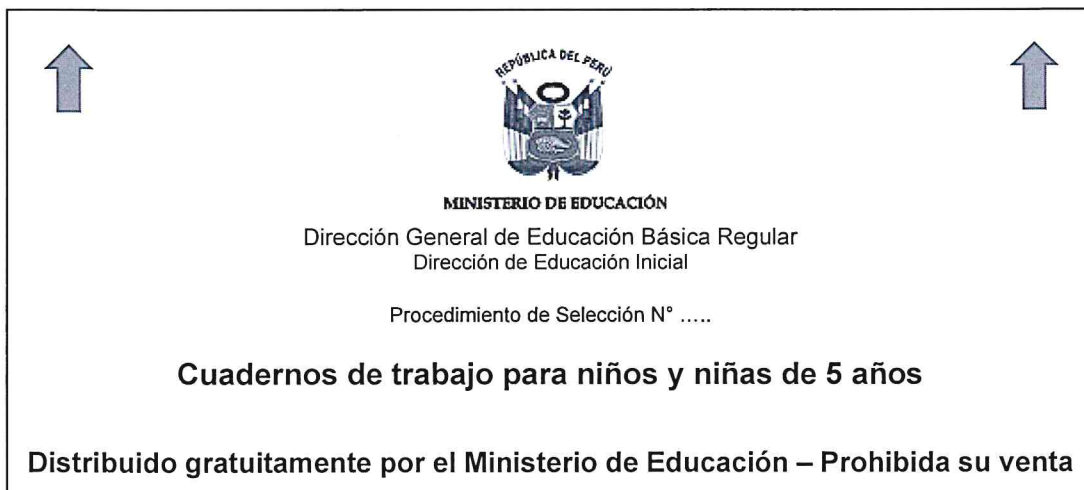 REPÚBLICA DEL PERÚ
MINISTERIO DE EDUCACIÓN
Dirección General de Educación Básica Regular
Dirección de Educación Inicial
Procedimiento de Selección N° .....
Cuadernos de trabajo para niños y niñas de 5 años
Distribuido gratuitamente por el Ministerio de Educación – Prohibida su venta